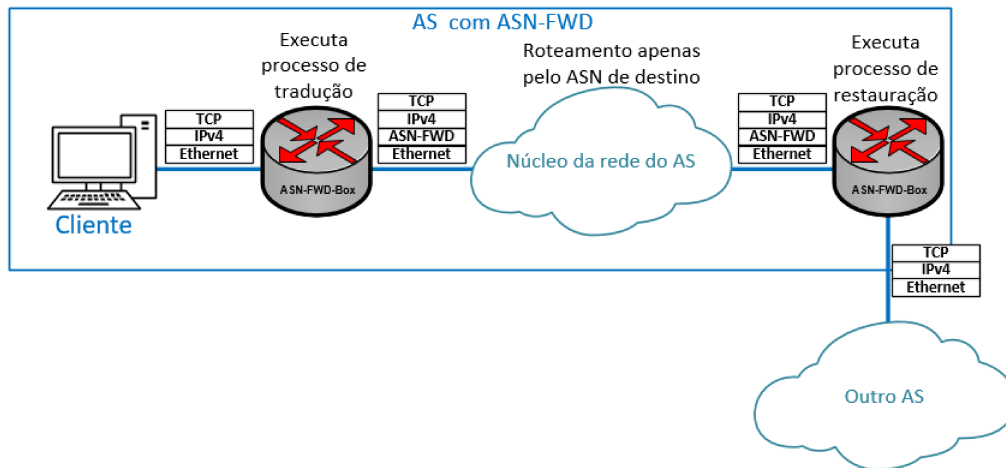 AS com ASN-FWD
Executa
processo de
tradução
Roteamento apenas
pelo ASN de destino
Executa
processo de
restauração
TCP
IPv4
Ethernet
TCP
IPv4
ASN-FWD
Ethernet
TCP
IPv4
ASN-FWD
Ethernet
ASN-FWD-Box
Núcleo da rede do AS
ASN-FWD-Box
Cliente
TCP
IPv4
Ethernet
Outro AS